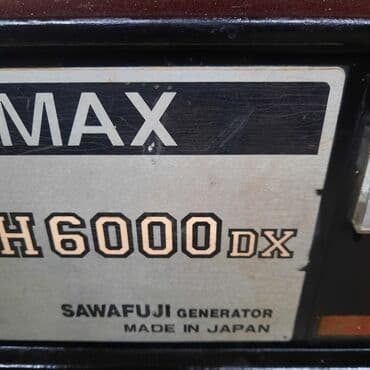 MAX
H6000DX
SAWAFUJI GENERATOR
MADE IN JAPAN